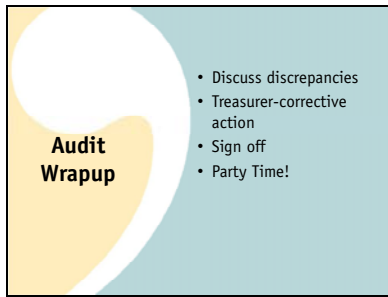 Audit
Wrapup
• Discuss discrepancies
• Treasurer-corrective
action
• Sign off
• Party Time!